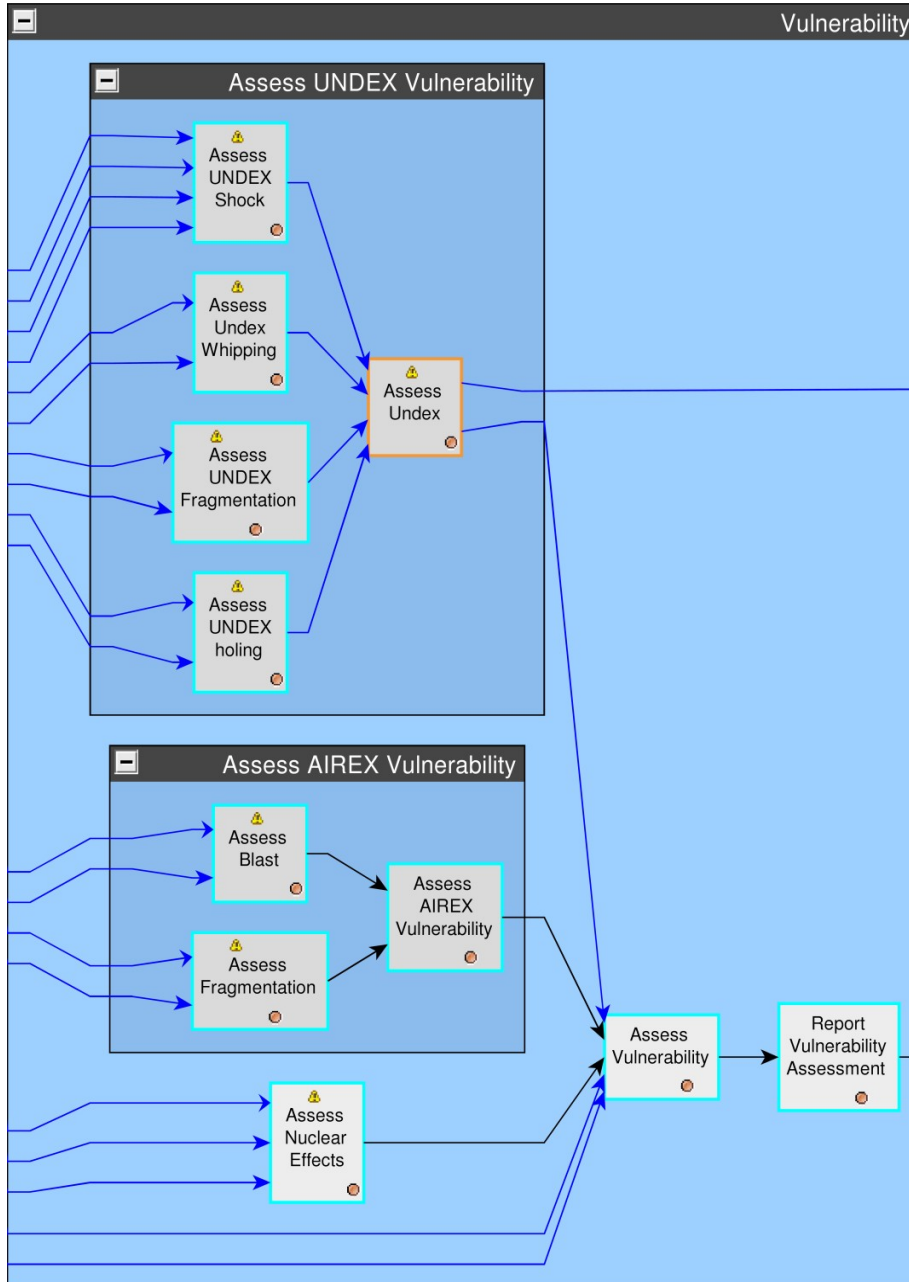 Vulnerability
Assess UNDEX Vulnerability
Assess
UNDEX
Shock
Assess
Undex
Whipping
Assess
Undex
Assess
UNDEX
Fragmentation
Assess
UNDEX
holing
Assess AIREX Vulnerability
Assess
Blast
Assess
AIREX
Vulnerability
Assess
Fragmentation
Assess
Vulnerability
Report
Vulnerability
Assessment
Assess
Nuclear
Effects